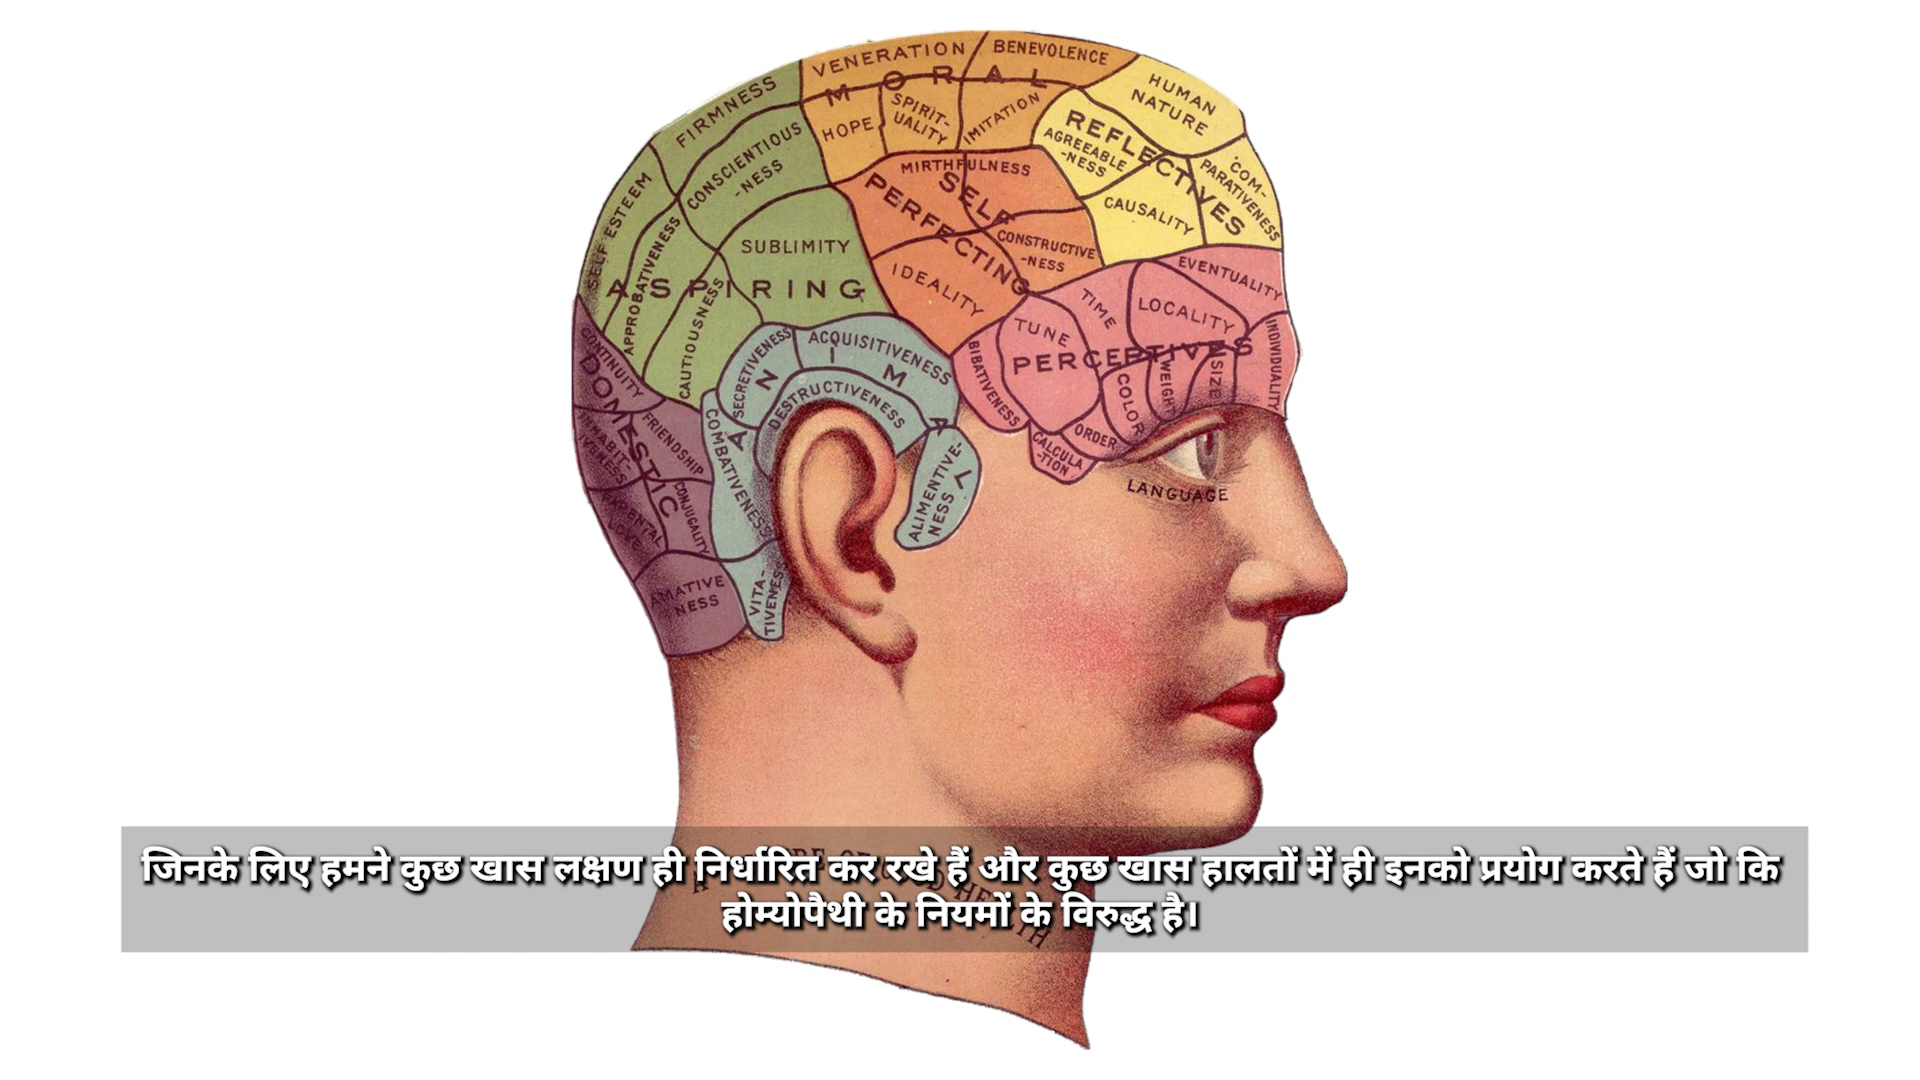 VENERATION
BENEVOLENCE
MORAL
HUMAN
NATURE
FIRMNESS
HOPE
SPIRIT-
UALITY
IMITATION
REFLECTIVES
AGREEABLE
-NESS
COM-
PARATIVENESS
CONSCIENTIOUS
-NESS
MIRTHFULNESS
SELF
PERFECTING
CAUSALITY
SELF ESTEEM
APPROBATIVENESS
SUBLIMITY
CONSTRUCTIVE
-NESS
IDEALITY
EVENTUALITY
ASPIRING
CAUTIOUSNESS
TIME
LOCALITY
TUNE
INDIVIDUALITY
PERCEPTIVES
CONTINUITY
DOMESTIC
SECRETIVENESS
ACQUISITIVENESS
ANIMAL
DESTRUCTIVENESS
BIBATIVENESS
COLOR
WEIGHT
SIZE
FRIENDSHIP
COMBATIVENESS
ORDER
CALCULA
-TION
ALIMENTIVE-
NESS
LANGUAGE
CONJUGALITY
PARENTAL
LOVE
AMATIVE
NESS
VITA-
TIVENESS
जिनके लिए हमने कुछ खास लक्षण ही निर्धारित कर रखे हैं और कुछ खास हालतों में ही इनको प्रयोग करते हैं जो कि
होम्योपैथी के नियमों के विरुद्ध है।